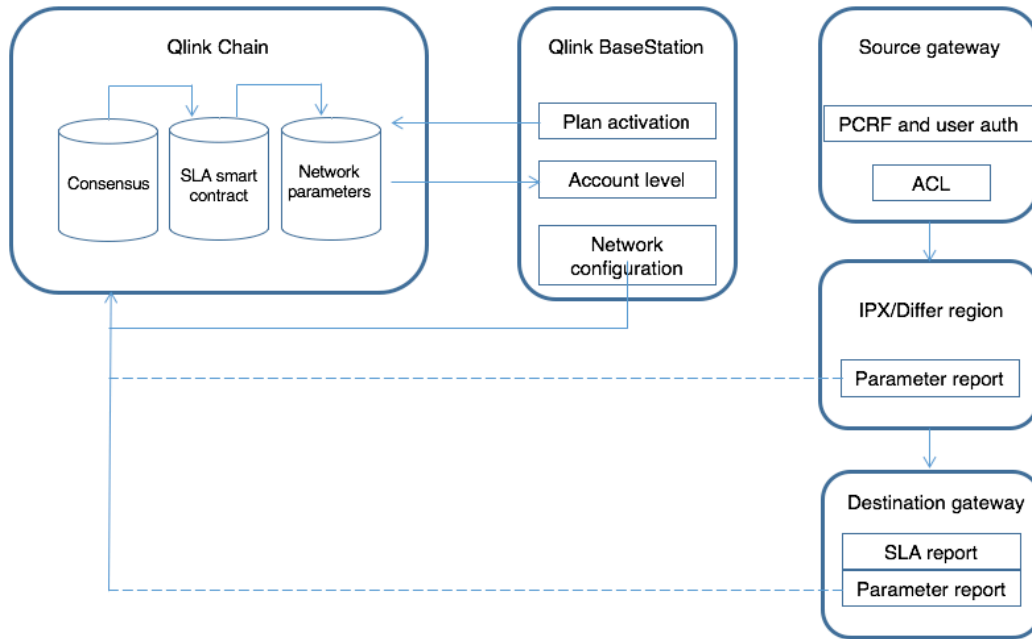 Qlink Chain
Consensus
SLA smart
contract
Network
parameters
Qlink BaseStation
Plan activation
Account level
Network
configuration
Source gateway
PCRF and user auth
ACL
IPX/Differ region
Parameter report
Destination gateway
SLA report
Parameter report